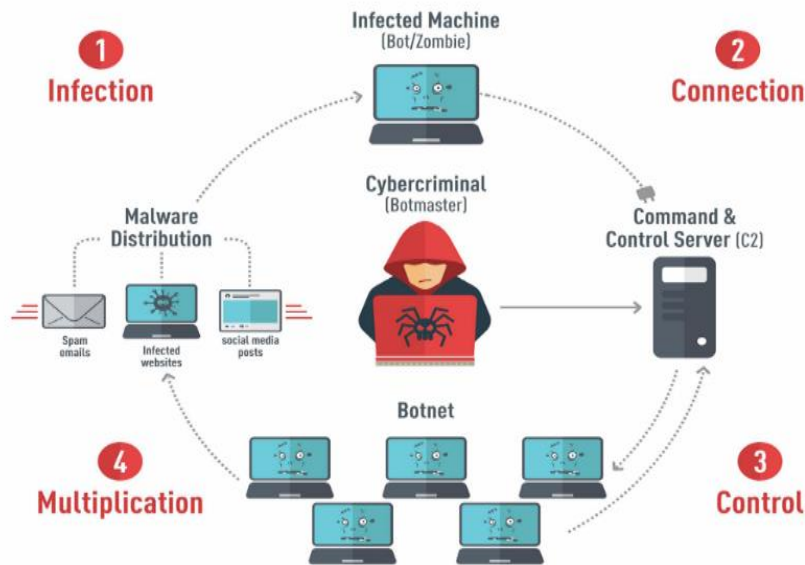 1
Infection
Infected Machine
(Bot/Zombie)
2
Connection
Malware
Distribution
Spam
emails
Infected
websites
social media
posts
Cybercriminal
(Botmaster)
Command &
Control Server (C2)
Botnet
4
Multiplication
3
Control